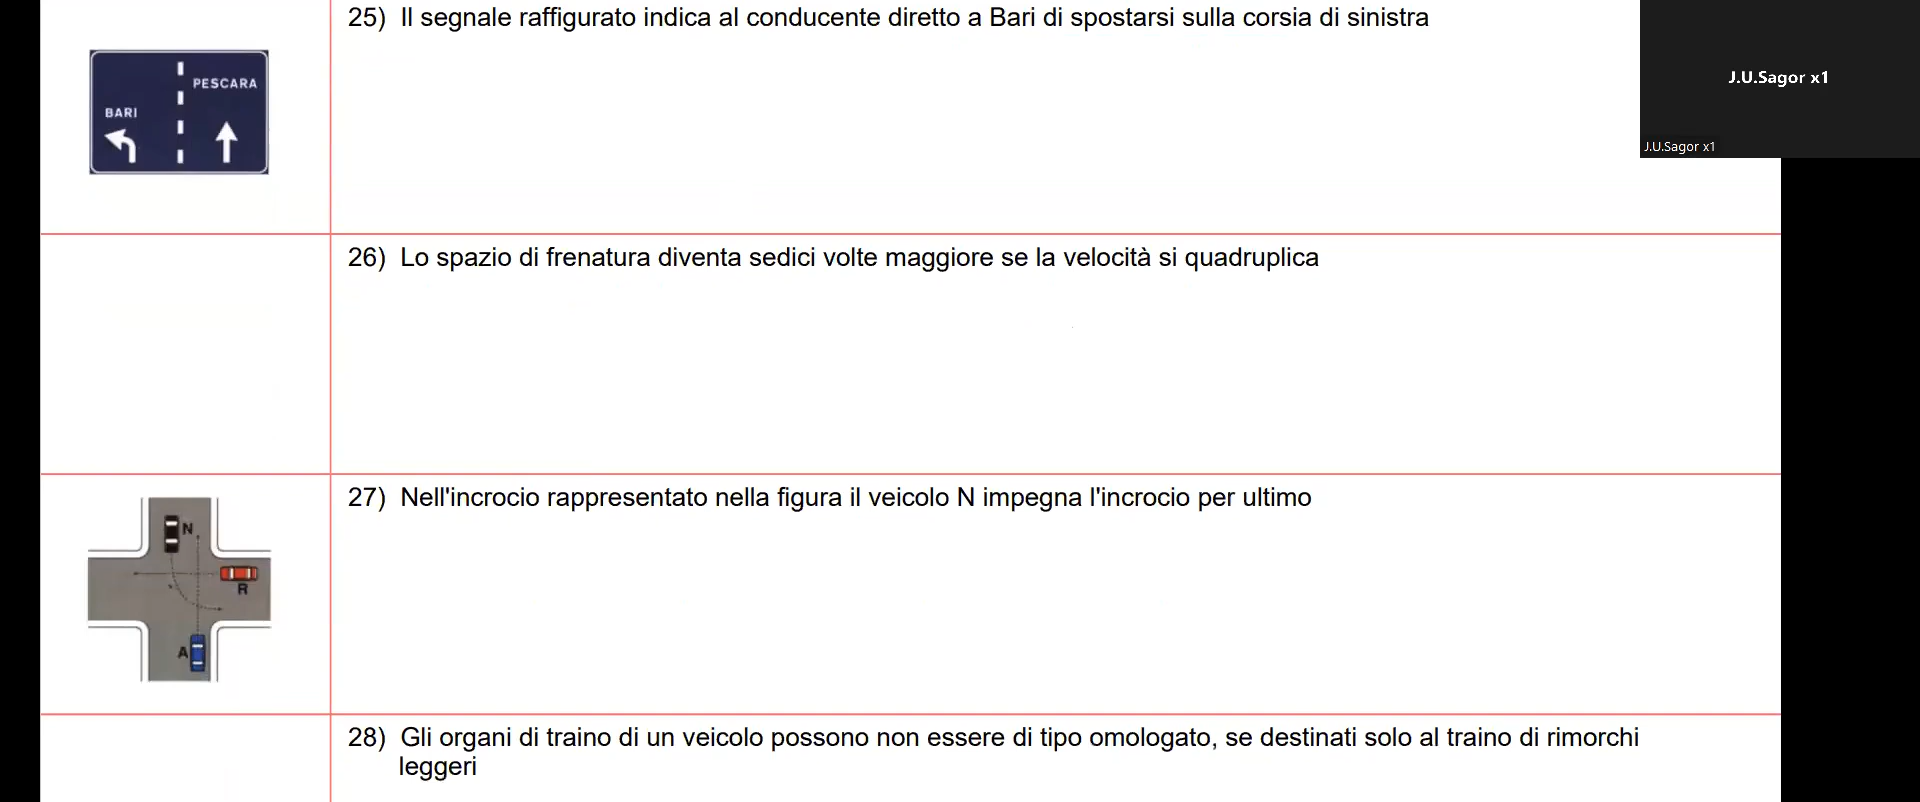 25) Il segnale raffigurato indica al conducente diretto a Bari di spostarsi sulla corsia di sinistra
PESCARA
BARI
J.U.Sagor x1
J.U.Sagor x1
26) Lo spazio di frenatura diventa sedici volte maggiore se la velocità si quadruplica
27) Nell'incrocio rappresentato nella figura il veicolo N impegna l'incrocio per ultimo
N
R
A
28) Gli organi di traino di un veicolo possono non essere di tipo omologato, se destinati solo al traino di rimorchi
leggeri